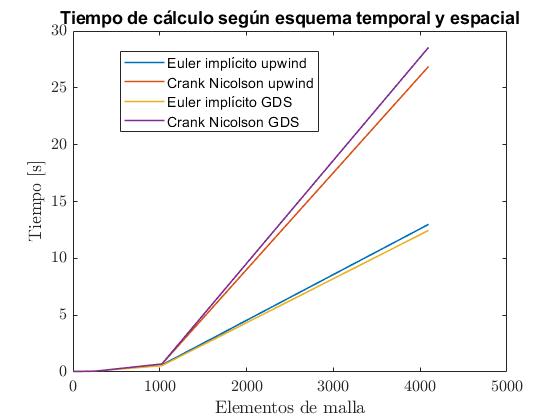 Tiempo de cálculo según esquema temporal y espacial
30
25
20
15
10
5
0
Tiempo [s]
Euler implícito upwind
Crank Nicolson upwind
Euler implícito GDS
Crank Nicolson GDS
0 1000 2000 3000 4000 5000
Elementos de malla